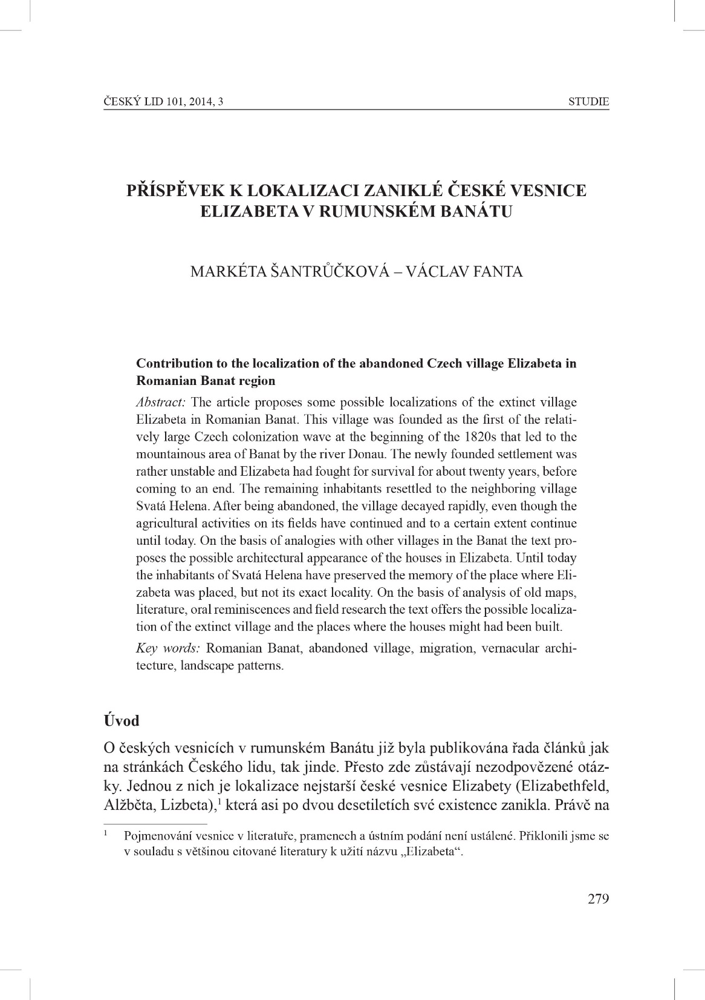 ČESKÝ LID 101, 2014, 3 STUDIE
PŘÍSPĚVEK K LOKALIZACI ZANIKLÉ ČESKÉ VESNICE
ELIZABETA V RUMUNSKÉM BANÁTU
MARKÉTA ŠANTRŮČKOVÁ – VÁCLAV FANTA
Contribution to the localization of the abandoned Czech village Elizabeta in
Romanian Banat region
Abstract: The article proposes some possible localizations of the extinct village
Elizabeta in Romanian Banat. This village was founded as the first of the relati-
vely large Czech colonization wave at the beginning of the 1820s that led to the
mountainous area of Banat by the river Donau. The newly founded settlement was
rather unstable and Elizabeta had fought for survival for about twenty years, before
coming to an end. The remaining inhabitants resettled to the neighboring village
Svatá Helena. After being abandoned, the village decayed rapidly, even though the
agricultural activities on its fields have continued and to a certain extent continue
until today. On the basis of analogies with other villages in the Banat the text pro-
poses the possible architectural appearance of the houses in Elizabeta. Until today
the inhabitants of Svatá Helena have preserved the memory of the place where Eli-
zabeta was placed, but not its exact locality. On the basis of analysis of old maps,
literature, oral reminiscences and field research the text offers the possible localiza-
tion of the extinct village and the places where the houses might had been built.
Key words: Romanian Banat, abandoned village, migration, vernacular archi-
tecture, landscape patterns.
Úvod
O českých vesnicích v rumunském Banátu již byla publikována řada článků jak
na stránkách Českého lidu, tak jinde. Přesto zde zůstávají nezodpovězené otáz-
ky. Jednou z nich je lokalizace nejstarší české vesnice Elizabety (Elizabethfeld,
Alžběta, Lizbeta),1 která asi po dvou desetiletích své existence zanikla. Právě na
1 Pojmenování vesnice v literatuře, pramenech a ústním podání není ustálené. Přiklonili jsme se
v souladu s většinou citované literatury k užití názvu „Elizabeta“.
279